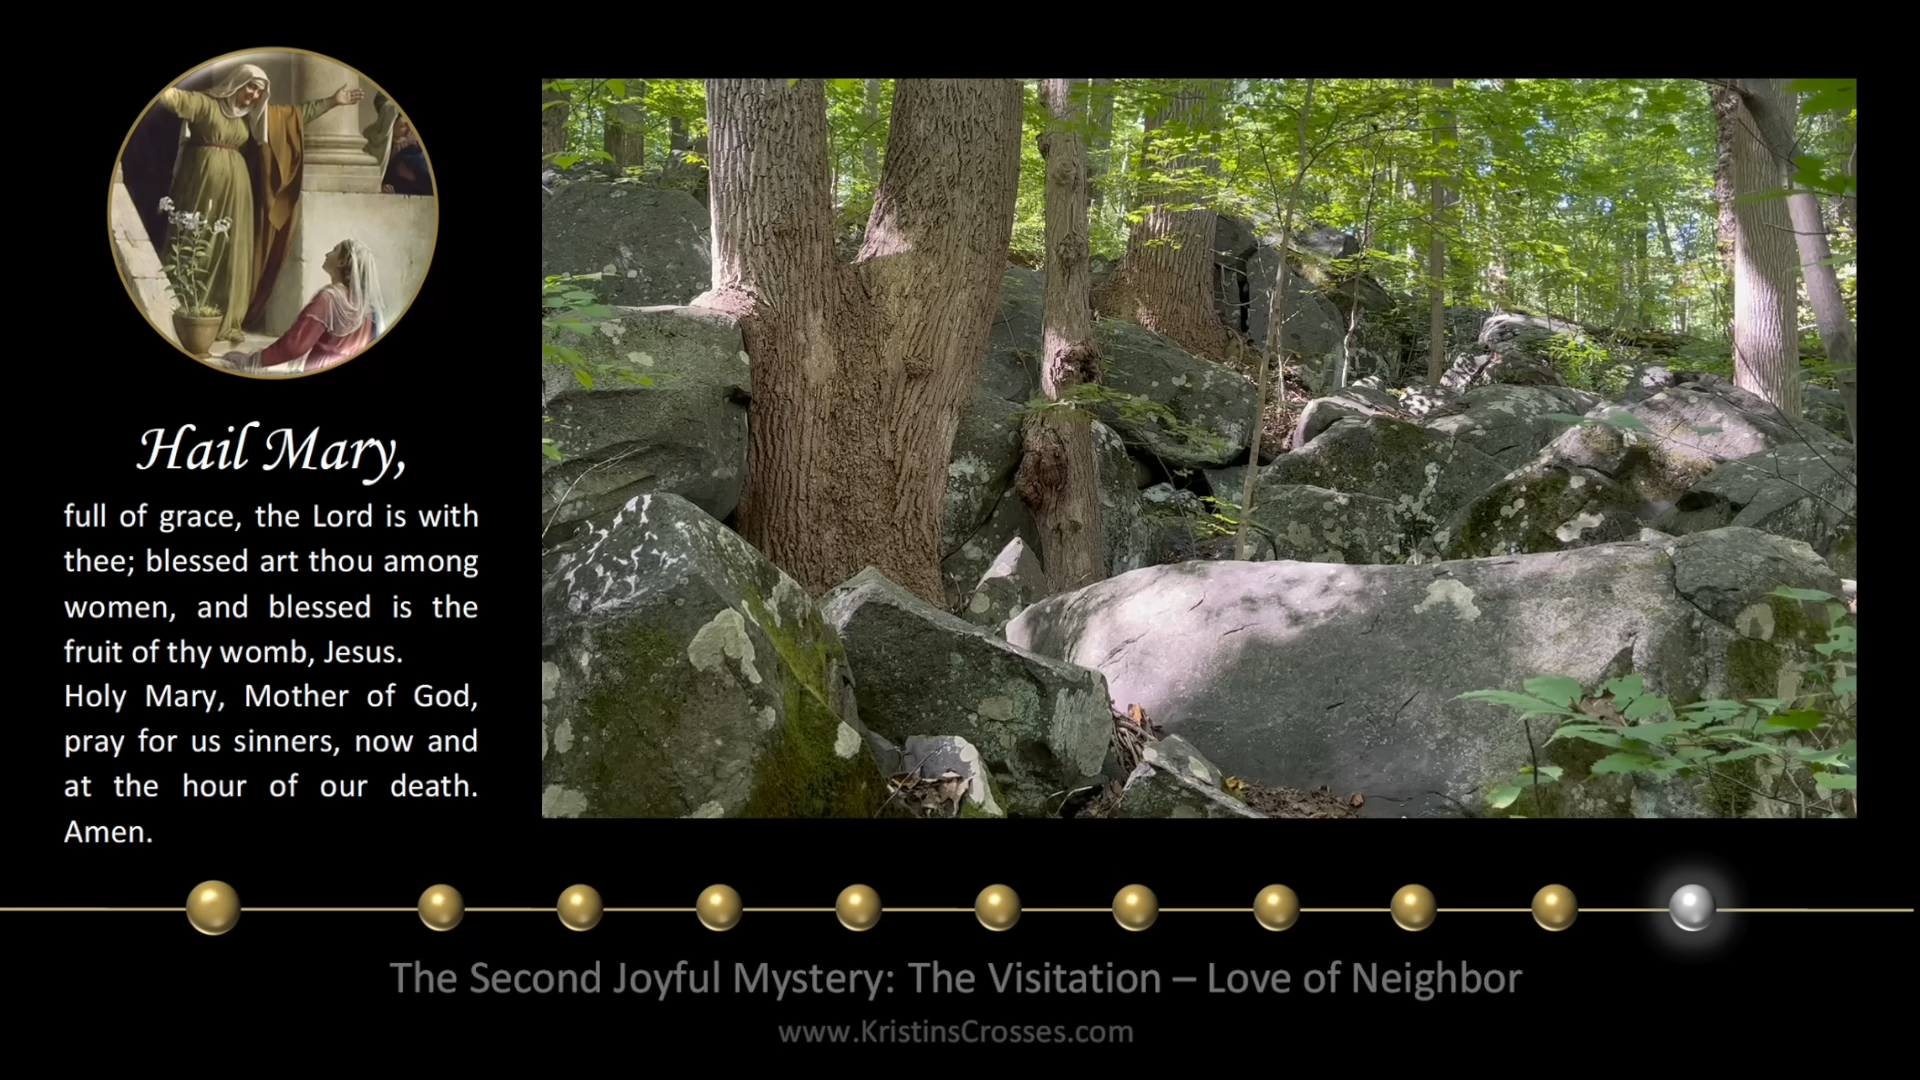 Hail Mary,
full of grace, the Lord is with
thee; blessed art thou among
women, and blessed is the
fruit of thy womb, Jesus.
Holy Mary, Mother of God,
pray for us sinners, now and
at the hour of our death.
Amen.
The Second Joyful Mystery: The Visitation – Love of Neighbor
www.KristinsCrosses.com